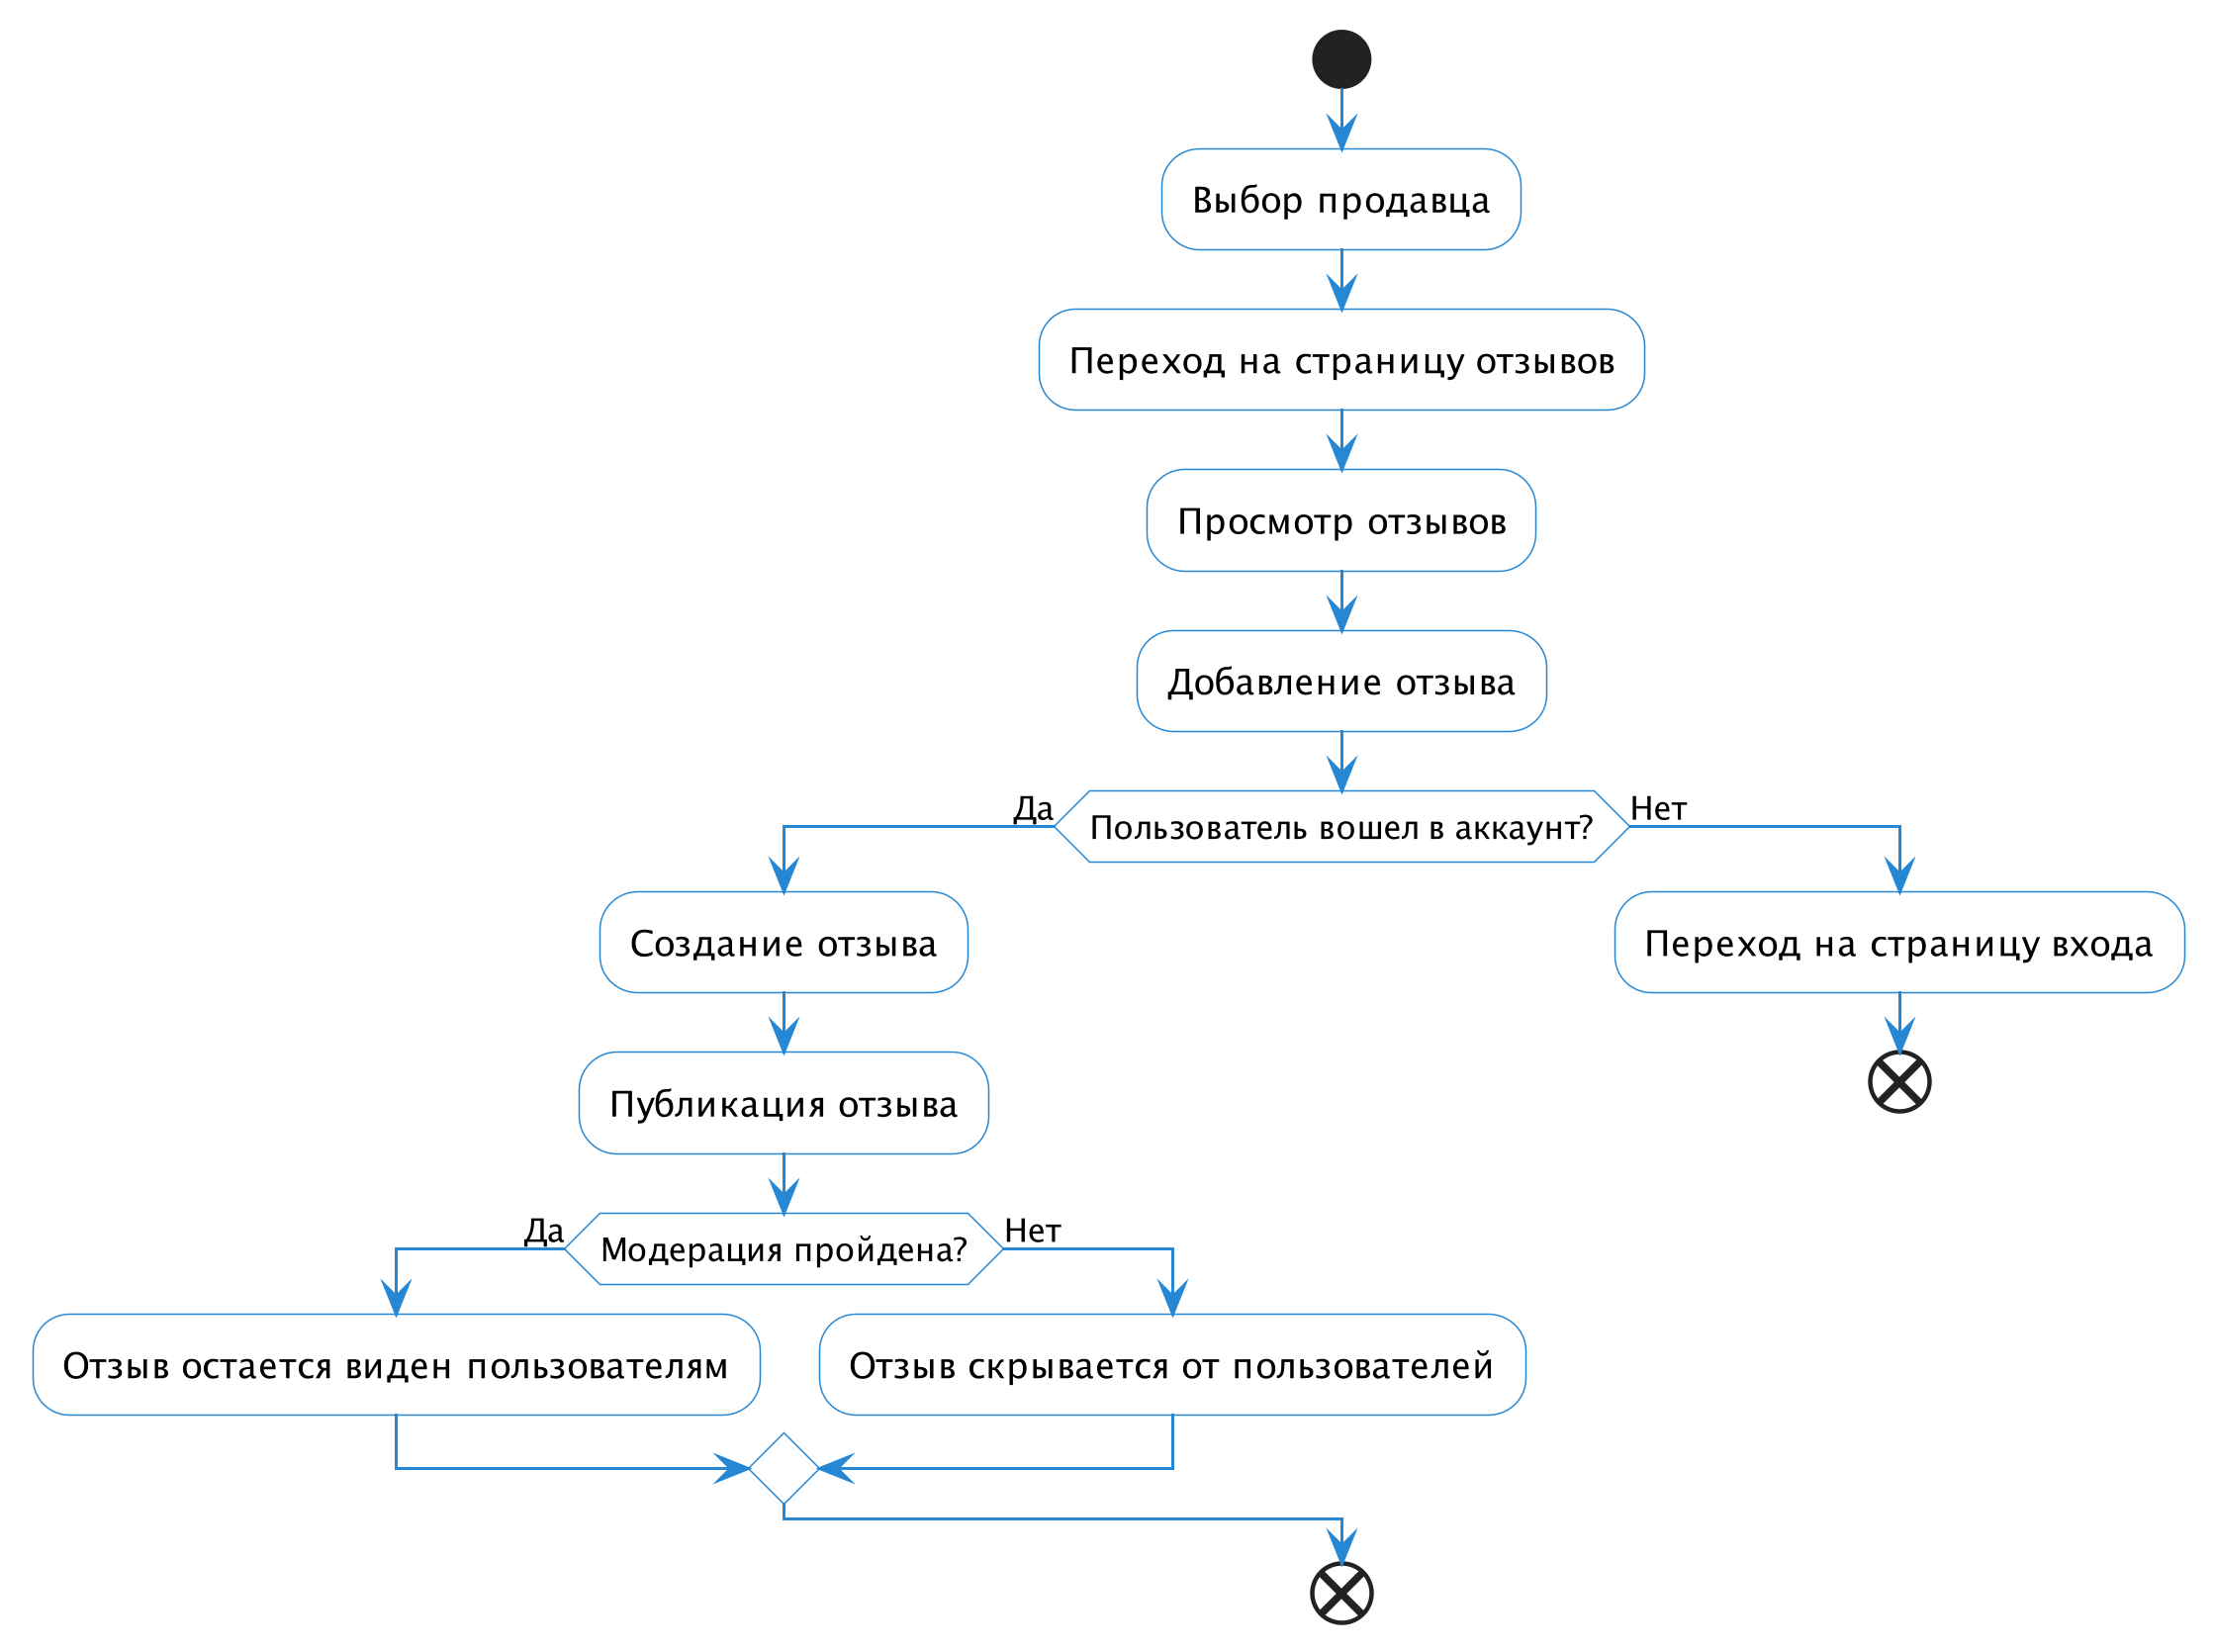 Выбор продавца
Переход на страницу отзывов
Просмотр отзывов
Добавление отзыва
Да
Пользователь вошел в аккаунт?
Нет
Создание отзыва
Переход на страницу входа
Публикация отзыва
Да
Модерация пройдена?
Нет
Отзыв остается виден пользователям
Отзыв скрывается от пользователей